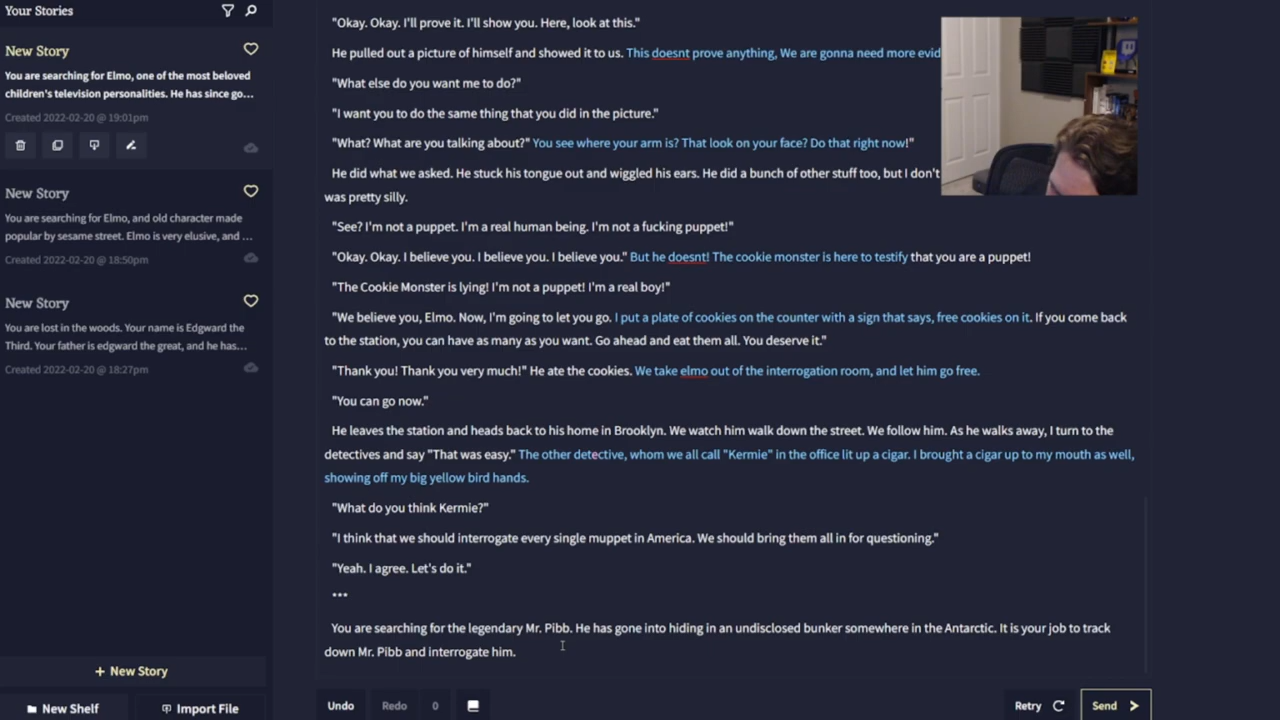 Your Stories
New Story
You are searching for Elmo, one of the most beloved
children's television personalities. He has since go...
Created 2022-02-20 @ 19:01pm
New Story
You are searching for Elmo, and old character made
popular by sesame street. Elmo is very elusive, and ...
Created 2022-02-20 @ 18:50pm
New Story
You are lost in the woods. Your name is Edgward the
Third. Your father is edgward the great, and he has...
Created 2022-02-20 @ 18:27pm
+ New Story
New Shelf
Import File
"Okay. Okay. I'll prove it. I'll show you. Here, look at this."
He pulled out a picture of himself and showed it to us. This doesnt prove anything, We are gonna need more evid
"What else do you want me to do?"
"I want you to do the same thing that you did in the picture."
"What? What are you talking about?" You see where your arm is? That look on your face? Do that right now!"
He did what we asked. He stuck his tongue out and wiggled his ears. He did a bunch of other stuff too, but I don't
was pretty silly.
"See? I'm not a puppet. I'm a real human being. I'm not a fucking puppet!"
"Okay. Okay. I believe you. I believe you. I believe you." But he doesnt! The cookie monster is here to testify that you are a puppet!
"The Cookie Monster is lying! I'm not a puppet! I'm a real boy!"
"We believe you, Elmo. Now, I'm going to let you go. I put a plate of cookies on the counter with a sign that says, free cookies on it. If you come back
to the station, you can have as many as you want. Go ahead and eat them all. You deserve it."
"Thank you! Thank you very much!" He ate the cookies. We take elmo out of the interrogation room, and let him go free.
"You can go now."
He leaves the station and heads back to his home in Brooklyn. We watch him walk down the street. We follow him. As he walks away, I turn to the
detectives and say "That was easy." The other detective, whom we all call "Kermie" in the office lit up a cigar. I brought a cigar up to my mouth as well,
showing off my big yellow bird hands.
"What do you think Kermie?"
"I think that we should interrogate every single muppet in America. We should bring them all in for questioning."
"Yeah. I agree. Let's do it."
***
You are searching for the legendary Mr. Pibb. He has gone into hiding in an undisclosed bunker somewhere in the Antarctic. It is your job to track
down Mr. Pibb and interrogate him.
Undo
Redo
0
Retry
Send